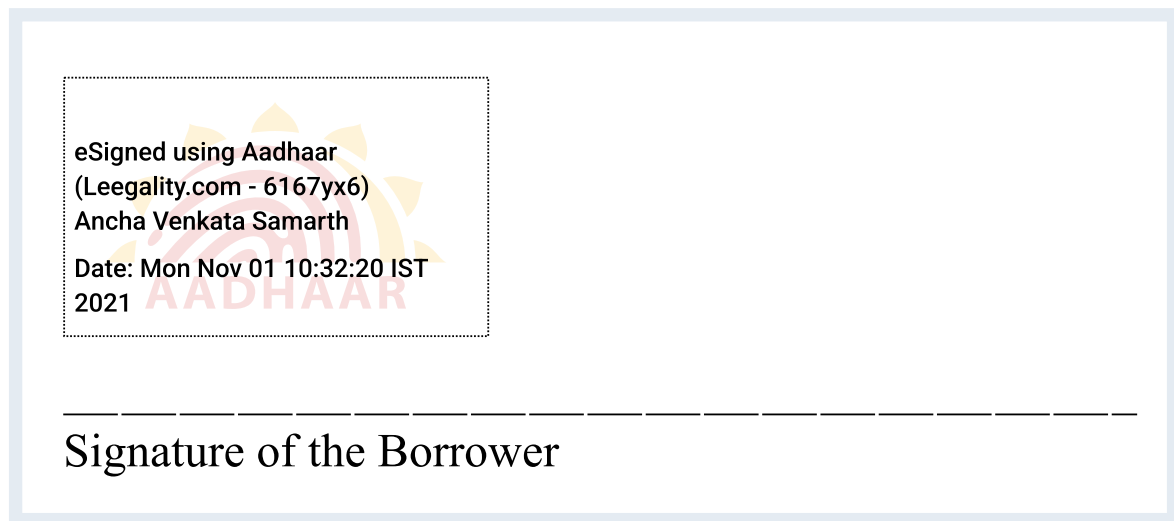 eSigned using Aadhaar
(Leegality.com - 6167yx6)
Ancha Venkata Samarth
Date: Mon Nov 01 10:32:20 IST
2021
AADHAAR
Signature of the Borrower